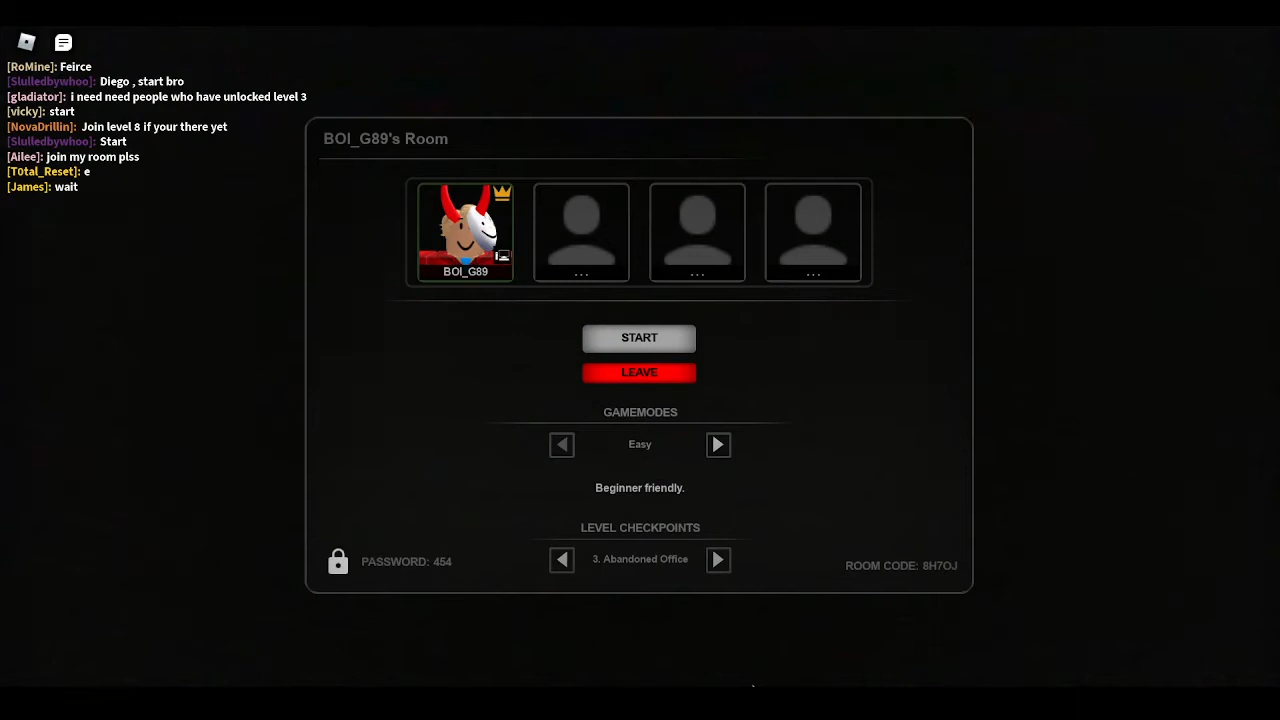 [RoMine]: Feirce
[Slulledbywhoo]: Diego , start bro
[gladiator]: i need need people who have unlocked level 3
[vicky]: start
[NovaDrillin]: Join level 8 if your there yet
[Slulledbywhoo]: Start
[Ailee]: join my room plss
[T0tal_Reset]: e
[James]: wait
BOI_G89's Room
BOI_G89
...
...
...
START
LEAVE
GAMEMODES
Easy
Beginner friendly.
LEVEL CHECKPOINTS
3. Abandoned Office
PASSWORD: 454
ROOM CODE: 8H7OJ